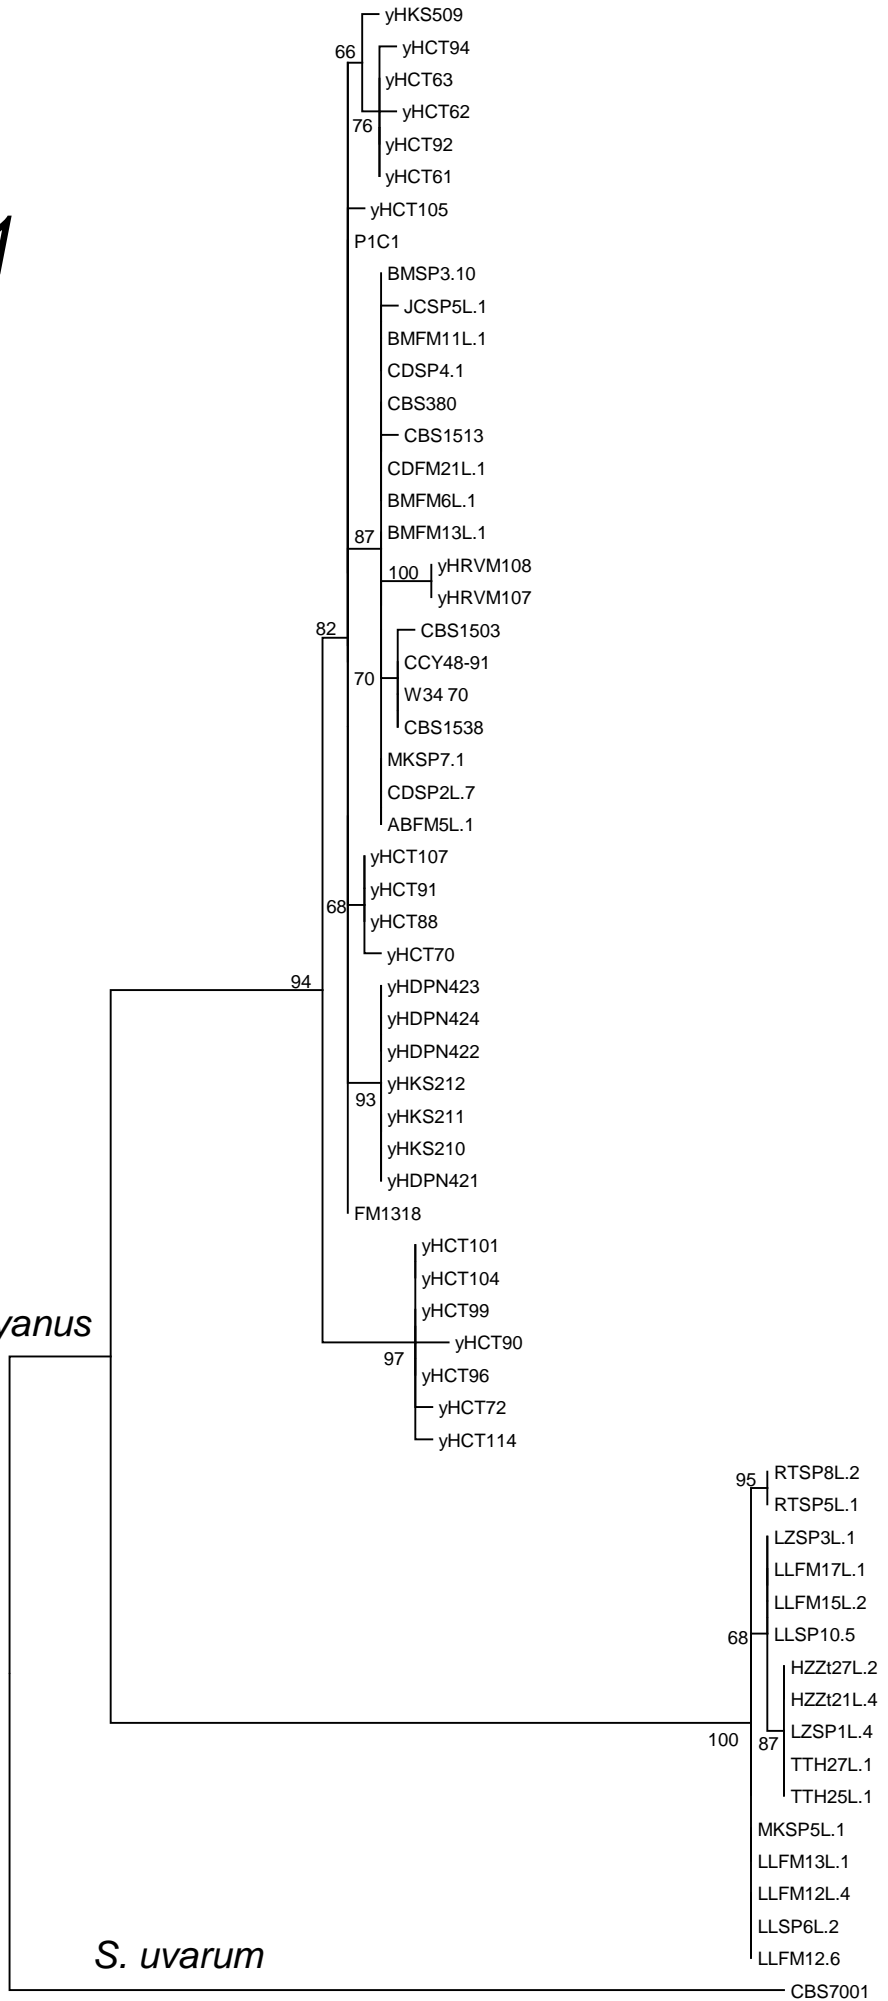 yHKS509
66
yHCT94
yHCT63
yHCT62
76
yHCT92
yHCT61
yHCT105
1
P1C1
BMSP3.10
JCSP5L.1
BMFM11L.1
CDSP4.1
CBS380
CBS1513
CDFM21L.1
BMFM6L.1
BMFM13L.1
87
yHRVM108
100
yHRVM107
82
CBS1503
CCY48-91
70
W34 70
CBS1538
MKSP7.1
CDSP2L.7
ABFM5L.1
yHCT107
yHCT91
68
yHCT88
yHCT70
94
yHDPN423
yHDPN424
yHDPN422
yHKS212
93
yHKS211
yHKS210
yHDPN421
FM1318
yHCT101
yHCT104
yHCT99
yanus
yHCT90
97
yHCT96
yHCT72
yHCT114
95
RTSP8L.2
RTSP5L.1
LZSP3L.1
LLFM17L.1
LLFM15L.2
68
LLSP10.5
HZZt27L.2
HZZt21L.4
LZSP1L.4
100
87
TTH27L.1
TTH25L.1
MKSP5L.1
LLFM13L.1
LLFM12L.4
LLSP6L.2
S. uvarum
LLFM12.6
CBS7001